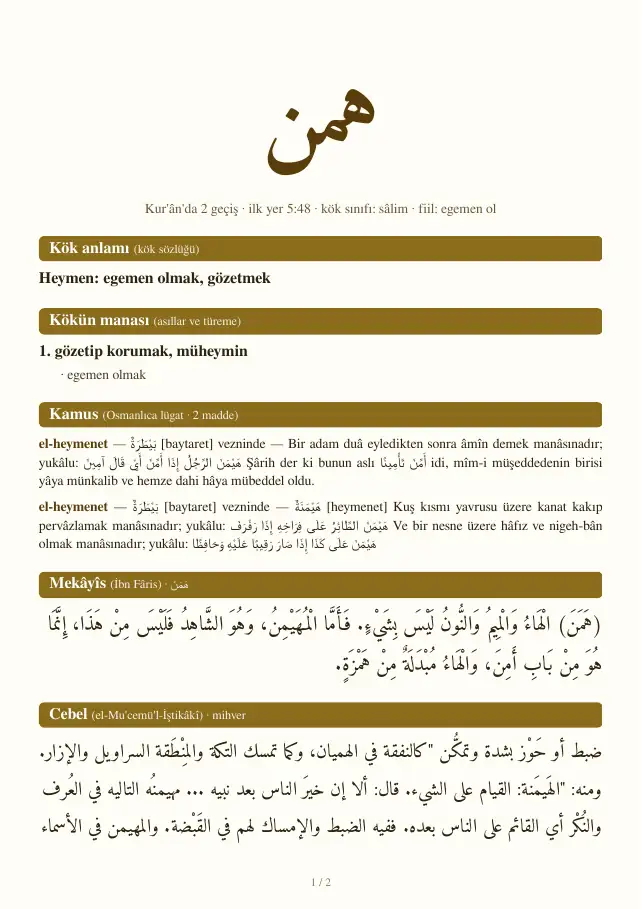 همن
Kur'ân'da 2 geçiş · ilk yer 5:48 · kök sınıfı: sâlim · fiil: egemen ol
Kök anlamı (kök sözlüğü)
Heymen: egemen olmak, gözetmek
Kökün manası (asıllar ve türeme)
1. gözetip korumak, müheymin
· egemen olmak
Kamus (Osmanlıca lügat · 2 madde)
el-heymenet — بَيْطَرَةٌ [baytaret] vezninde — Bir adam duâ eyledikten sonra âmîn demek manâsınadır;
yukâlu: هَيْمَنَ الرَّجُلُ إِذَا أَمَّنَ أَيْ قَالَ آمِينَ Şârih der ki bunun aslı أَمَّنَ تَأْمِينًا idi, mîm-i müşeddedenin birisi
yâya münkalib ve hemze dahi hâya mübeddel oldu.
el-heymenet — بَيْطَرَةٌ [baytaret] vezninde — هَيْمَنَةٌ [heymenet] Kuş kısmı yavrusu üzere kanat kakıp
pervâzlamak manâsınadır; yukâlu: هَيْمَنَ الطَّائِرُ عَلَى فِرَاخِهِ إِذَا رَفْرَفَ Ve bir nesne üzere hâfız ve nigeh-bân
olmak manâsınadır; yukâlu: هَيْمَنَ عَلَى كَذَا إِذَا صَارَ رَقِيبًا عَلَيْهِ وَحَافِظًا
Mekâyîs (İbn Fâris) · هَمَنَ
(هَمَنَ) الْهَاءُ وَالْمِيمُ وَالنُّونُ لَيْسَ بِشَيْءٍ. فَأَمَّا الْمُهَيْمِنُ، وَهُوَ الشَّاهِدُ فَلَيْسَ مِنْ هَذَا، إِنَّمَا
هُوَ مِنْ بَابِ أَمِنَ، وَالْهَاءُ مُبْدَلَةٌ مِنْ هَمْزَةٍ.
Cebel (el-Mu'cemü'l-İştikâkî) · mihver
ضبط أو حَوْز بشدة وتمكُّن "كالنفقة في الهميان، وكما تمسك التكة والمِنْطَقة السراويل والإزار.
ومنه: "الهَيمَنة: القيام على الشيء. قال: ألا إن خيرَ الناس بعد نبيه ... مهيمنُه التاليه في العُرف
والنُكْر أي القائم على الناس بعده. ففيه الضبط والإمساك لهم في القَبْضة. والمهيمن في الأسماء
1 / 2